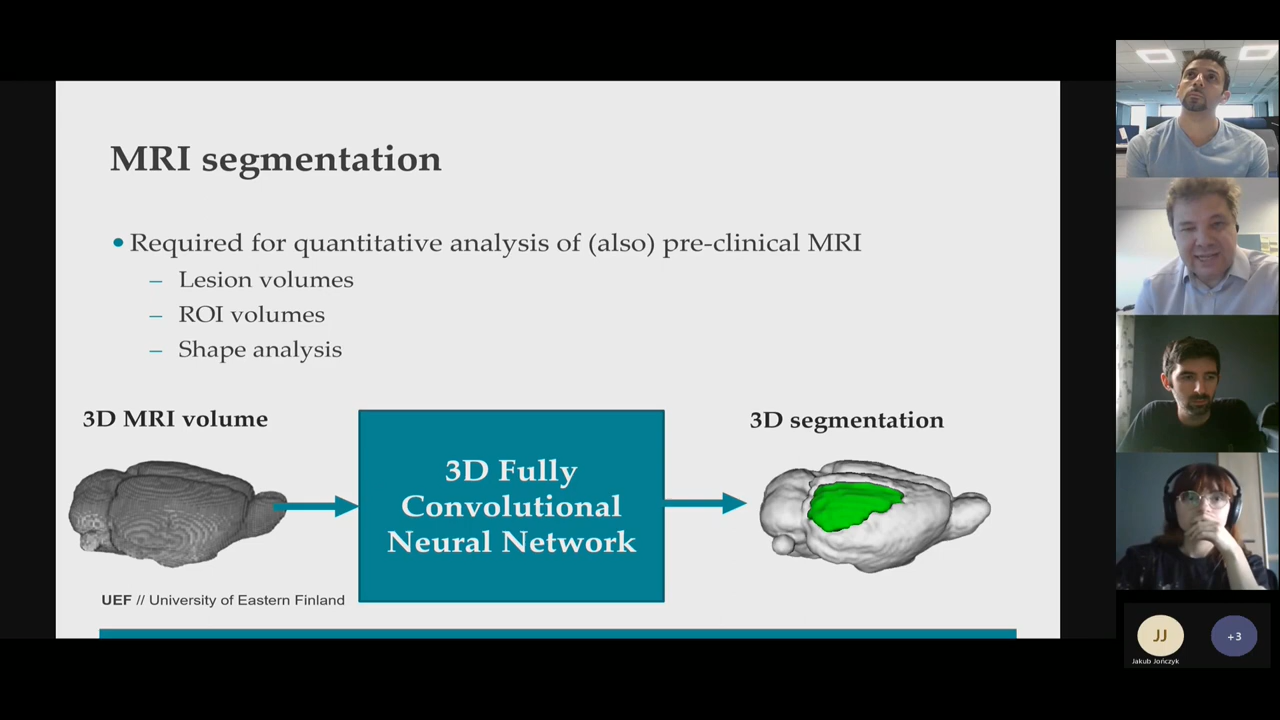 MRI segmentation
• Required for quantitative analysis of (also) pre-clinical MRI
– Lesion volumes
– ROI volumes
– Shape analysis
3D MRI volume
3D Fully
Convolutional
Neural Network
3D segmentation
UEF // University of Eastern Finland
JJ
Jakub Jończyk
+3